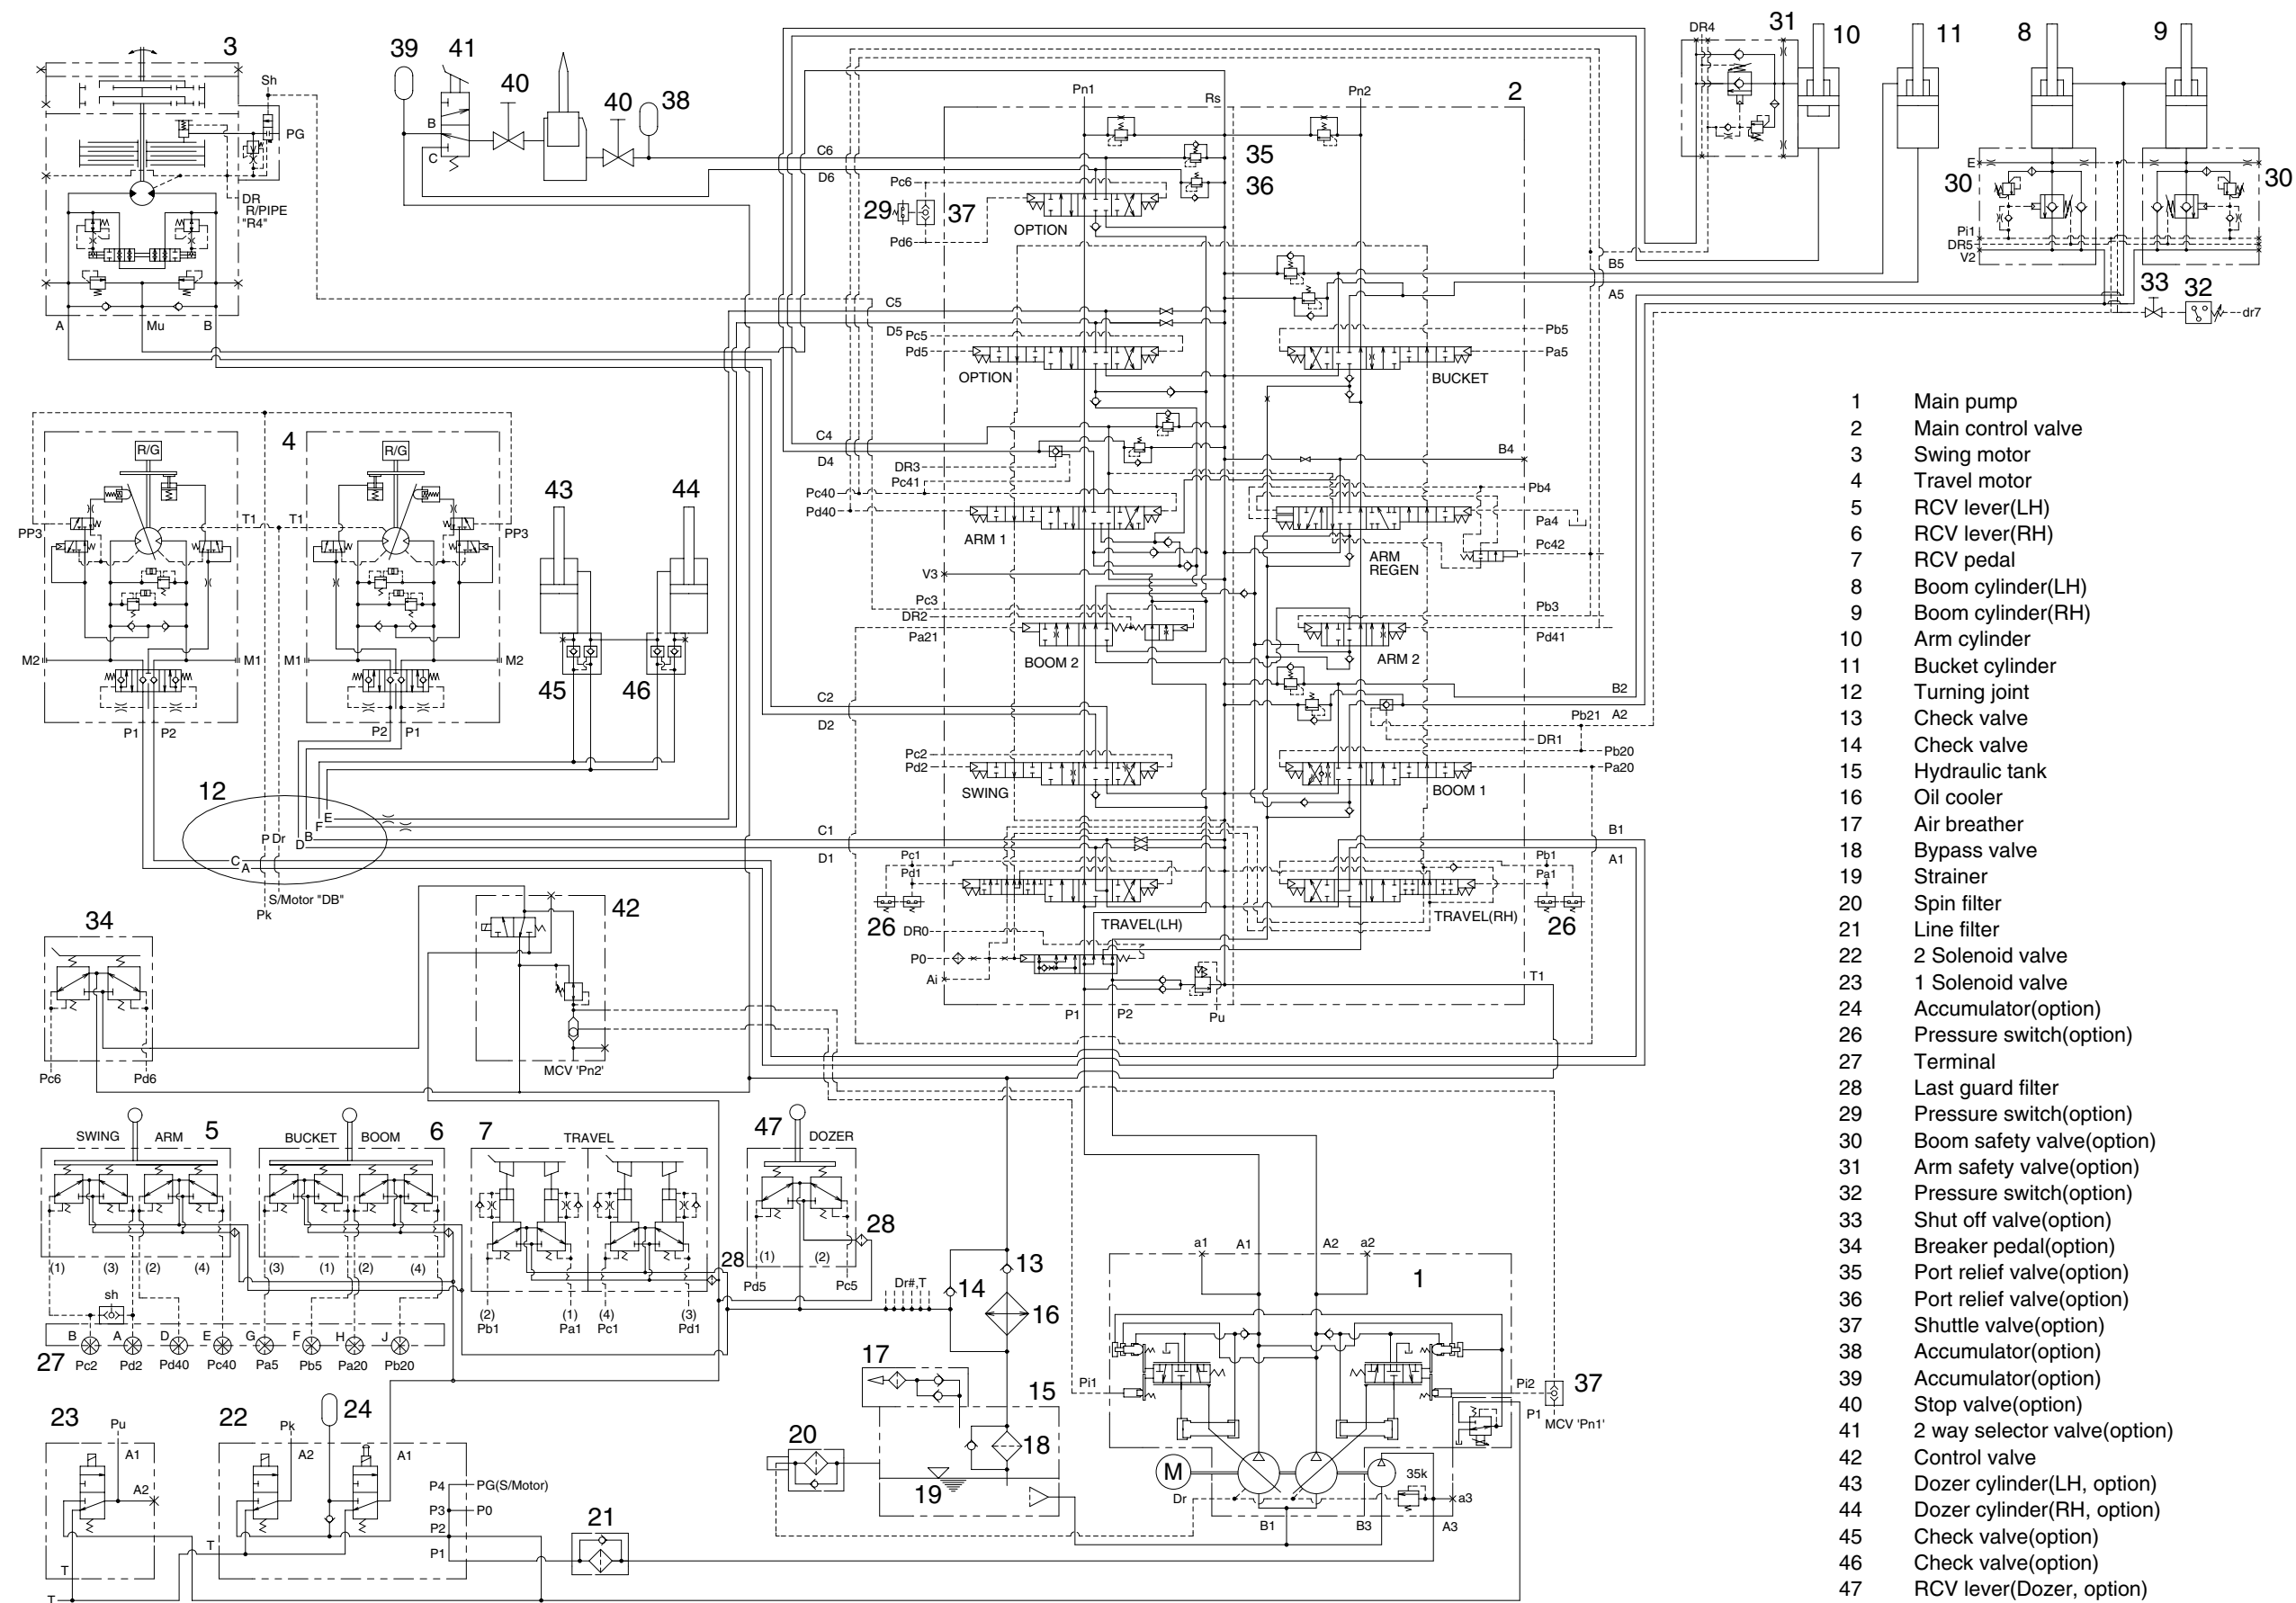 3
39
41
40
40
38
Sh
PG
DR
R/PIPE
"R4"
A
Mu
B
B
C
Pn1
Rs
Pn2
2
DR4
31
10
11
8
9
C6
D6
35
36
Pc6
29
37
Pd6
OPTION
E
30
30
Pi1
DR5
V2
33
32
dr7
B5
A5
C5
D5
Pc5
Pd5
OPTION
Pb5
Pa5
BUCKET
4
R/G
R/G
T1
T1
PP3
PP3
M2
M1
M1
M2
P1
P2
P2
P1
43
44
45
46
C4
D4
DR3
Pc41
Pc40
Pd40
ARM 1
B4
Pb4
Pa4
Pc42
ARM
REGEN
V3
Pc3
DR2
Pa21
BOOM 2
Pb3
Pd41
ARM 2
B2
A2
Pb21
DR1
C2
D2
Pc2
Pd2
SWING
Pb20
Pa20
BOOM 1
12
E
F
B
D
P
Dr
C
A
S/Motor "DB"
Pk
C1
D1
Pc1
Pd1
26
TRAVEL(LH)
B1
A1
Pb1
Pa1
TRAVEL(RH)
26
DR0
P0
Ai
T1
P1
P2
Pu
34
Pc6
Pd6
42
MCV 'Pn2'
SWING
ARM
5
(1)
(3)
(2)
(4)
BUCKET
BOOM
6
(3)
(1)
(2)
(4)
7
TRAVEL
28
(2)
(1)
(4)
(3)
Pb1
Pa1
Pc1
Pd1
47
DOZER
28
(1)
(2)
Pd5
Pc5
sh
B
A
D
E
G
F
H
J
27
Pc2
Pd2
Pd40
Pc40
Pa5
Pb5
Pa20
Pb20
Dr#,T
14
13
16
17
15
18
19
20
21
23
Pu
A1
A2
T
T
22
Pk
A2
24
A1
T
P4
PG(S/Motor)
P3
P0
P2
P1
a1
A1
A2
a2
1
Pi1
Pi2
37
P1
MCV 'Pn1'
M
Dr
35k
a3
B1
B3
A3
1 Main pump
2 Main control valve
3 Swing motor
4 Travel motor
5 RCV lever(LH)
6 RCV lever(RH)
7 RCV pedal
8 Boom cylinder(LH)
9 Boom cylinder(RH)
10 Arm cylinder
11 Bucket cylinder
12 Turning joint
13 Check valve
14 Check valve
15 Hydraulic tank
16 Oil cooler
17 Air breather
18 Bypass valve
19 Strainer
20 Spin filter
21 Line filter
22 2 Solenoid valve
23 1 Solenoid valve
24 Accumulator(option)
26 Pressure switch(option)
27 Terminal
28 Last guard filter
29 Pressure switch(option)
30 Boom safety valve(option)
31 Arm safety valve(option)
32 Pressure switch(option)
33 Shut off valve(option)
34 Breaker pedal(option)
35 Port relief valve(option)
36 Port relief valve(option)
37 Shuttle valve(option)
38 Accumulator(option)
39 Accumulator(option)
40 Stop valve(option)
41 2 way selector valve(option)
42 Control valve
43 Dozer cylinder(LH, option)
44 Dozer cylinder(RH, option)
45 Check valve(option)
46 Check valve(option)
47 RCV lever(Dozer, option)